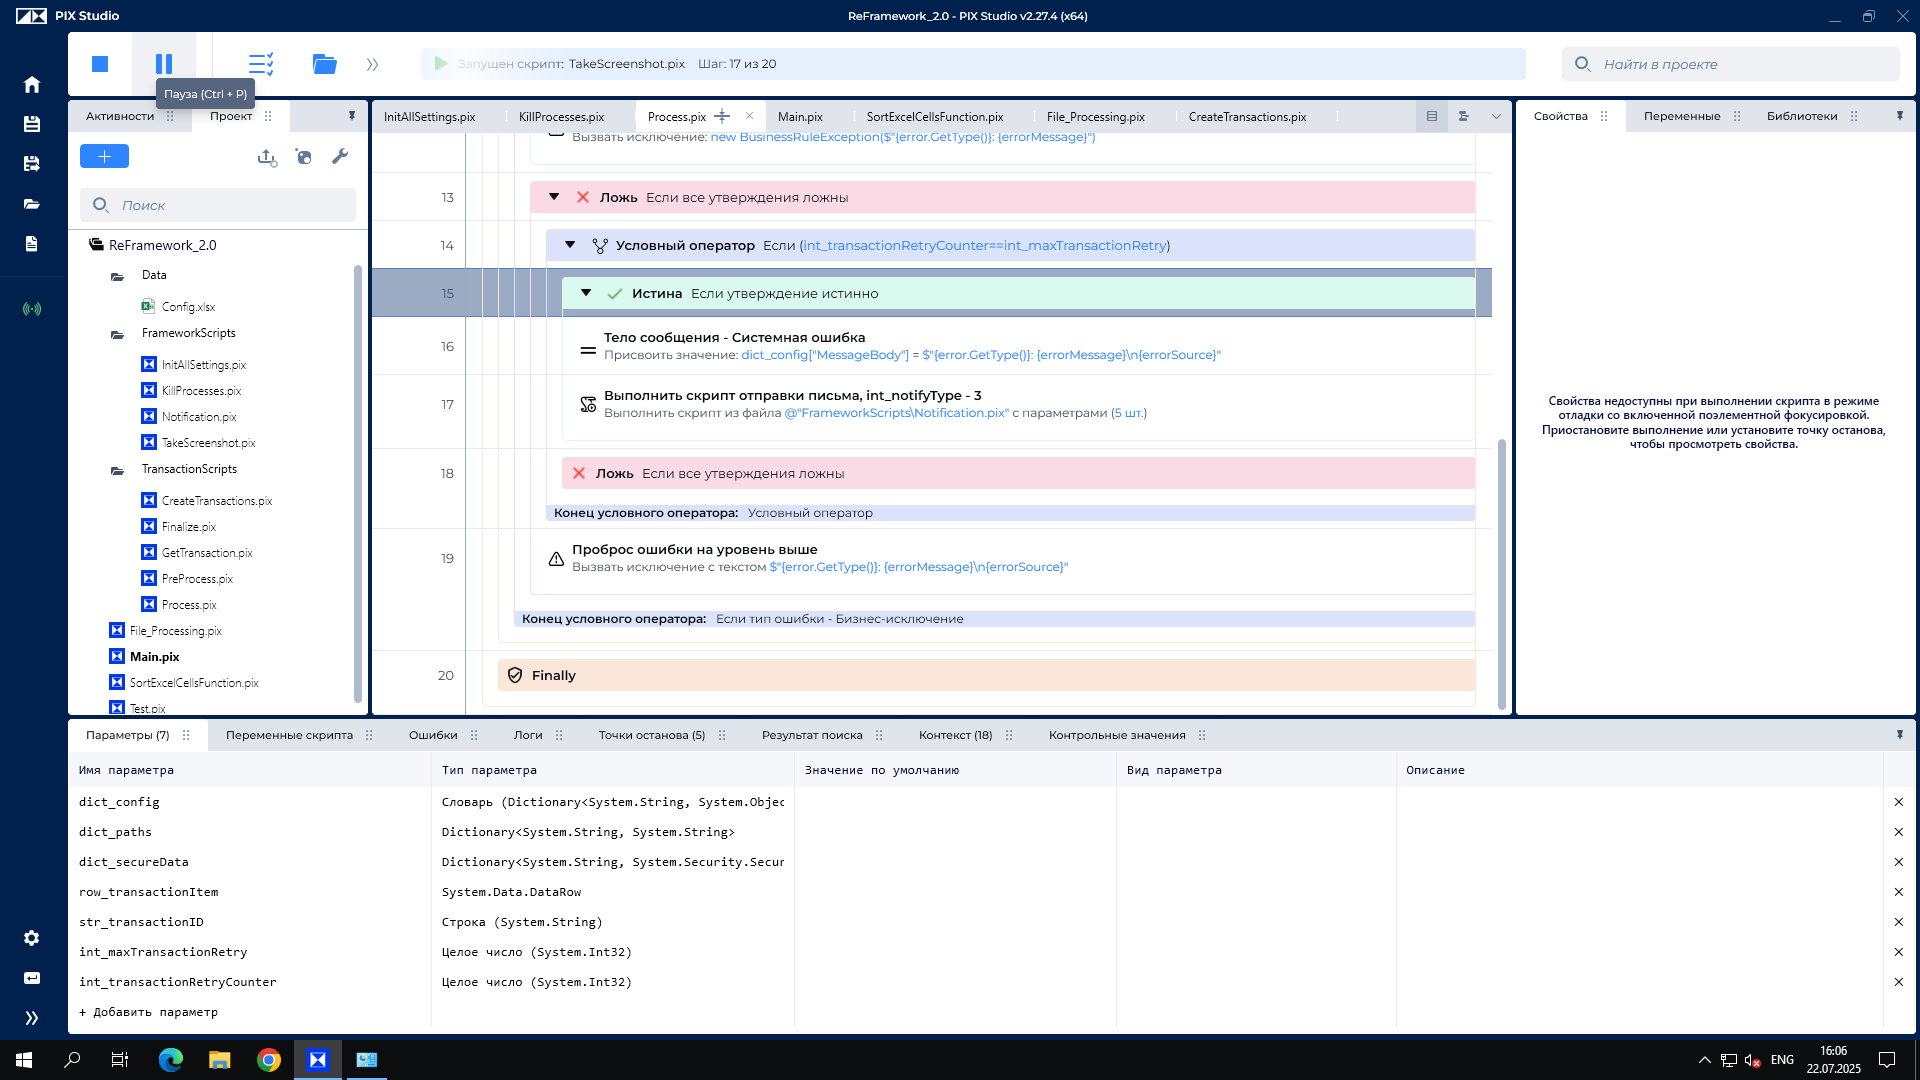 PIX Studio
ReFramework_2.0 - PIX Studio v2.27.4 (x64)
Запущен скрипт: TakeScreenshot.pix Шаг: 17 из 20
Найти в проекте
Пауза (Ctrl + P)
Активности
Проект
InitAllSettings.pix
KillProcesses.pix
Process.pix
Main.pix
SortExcelCellsFunction.pix
File_Processing.pix
CreateTransactions.pix
Свойства
Переменные
Библиотеки
Поиск
ReFramework_2.0
Data
Config.xlsx
FrameworkScripts
InitAllSettings.pix
KillProcesses.pix
Notification.pix
TakeScreenshot.pix
TransactionScripts
CreateTransactions.pix
Finalize.pix
GetTransaction.pix
PreProcess.pix
Process.pix
File_Processing.pix
Main.pix
SortExcelCellsFunction.pix
Test.pix
Вызвать исключение: new BusinessRuleException($"{error.GetType()}: {errorMessage}")
13 Ложь Если все утверждения ложны
14 Условный оператор Если (int_transactionRetryCounter==int_maxTransactionRetry)
15 Истина Если утверждение истинно
16 Тело сообщения - Системная ошибка
Присвоить значение: dict_config["MessageBody"] = $"{error.GetType()}: {errorMessage}\n{errorSource}"
17 Выполнить скрипт отправки письма, int_notifyType - 3
Выполнить скрипт из файла @"FrameworkScripts\Notification.pix" с параметрами (5 шт.)
18 Ложь Если все утверждения ложны
Конец условного оператора: Условный оператор
19 Проброс ошибки на уровень выше
Вызвать исключение с текстом $"{error.GetType()}: {errorMessage}\n{errorSource}"
Конец условного оператора: Если тип ошибки - Бизнес-исключение
20 Finally
Свойства недоступны при выполнении скрипта в режиме
отладки со включенной поэлементной фокусировкой.
Приостановите выполнение или установите точку останова,
чтобы просмотреть свойства.
Параметры (7)
Переменные скрипта
Ошибки
Логи
Точки останова (5)
Результат поиска
Контекст (18)
Контрольные значения
Имя параметра Тип параметра Значение по умолчанию Вид параметра Описание
dict_config Словарь (Dictionary<System.String, System.Objec
dict_paths Dictionary<System.String, System.String>
dict_secureData Dictionary<System.String, System.Security.Secur
row_transactionItem System.Data.DataRow
str_transactionID Строка (System.String)
int_maxTransactionRetry Целое число (System.Int32)
int_transactionRetryCounter Целое число (System.Int32)
+ Добавить параметр
ENG
16:06
22.07.2025